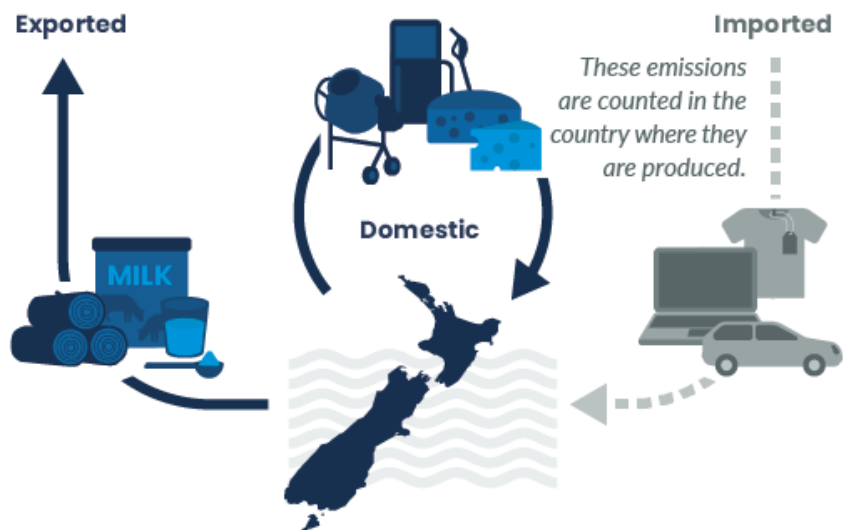 Exported
Imported
These emissions
are counted in the
country where they
are produced.
Domestic
MILK